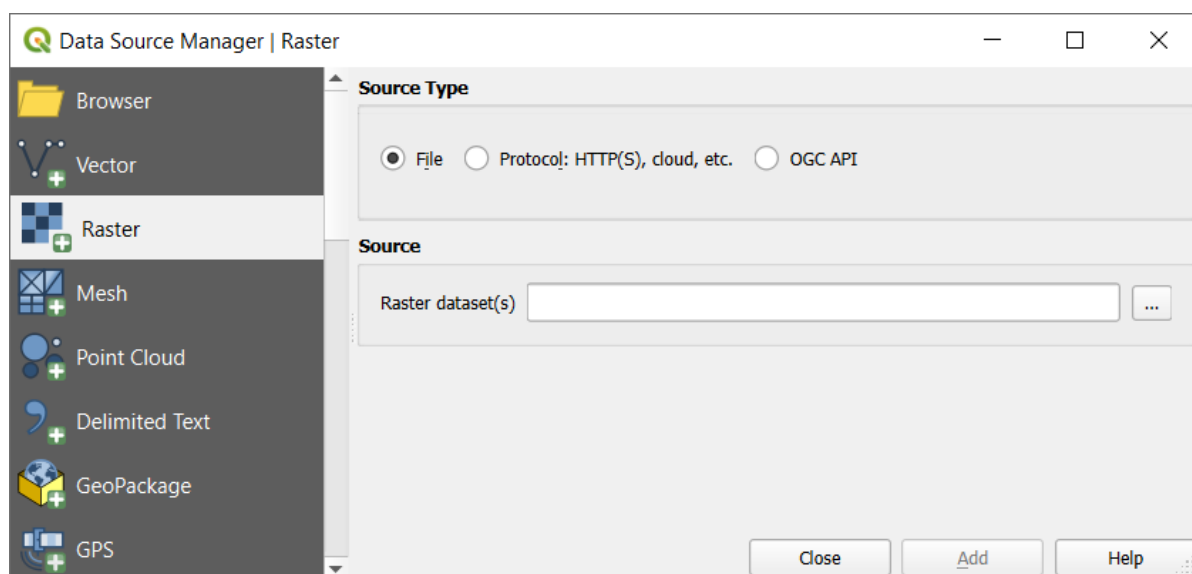 Data Source Manager | Raster
Browser
Vector
Raster
Mesh
Point Cloud
Delimited Text
GeoPackage
GPS
Source Type
File Protocol: HTTP(S), cloud, etc. OGC API
Source
Raster dataset(s) ...
Close Add Help